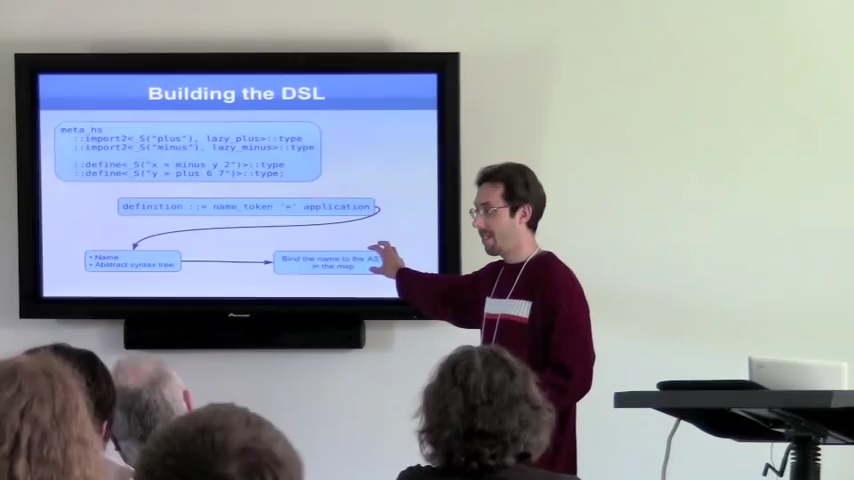 Building the DSL
meta_hs
::import2<_S("plus"), lazy_plus>::type
::import2<_S("minus"), lazy_minus>::type
::define<_S("x = minus y 2")>::type
::define<_S("y = plus 6 7")>::type;
definition ::= name_token '=' application
• Name
• Abstract syntax tree
Bind the name to the AS
in the map
Pioneer